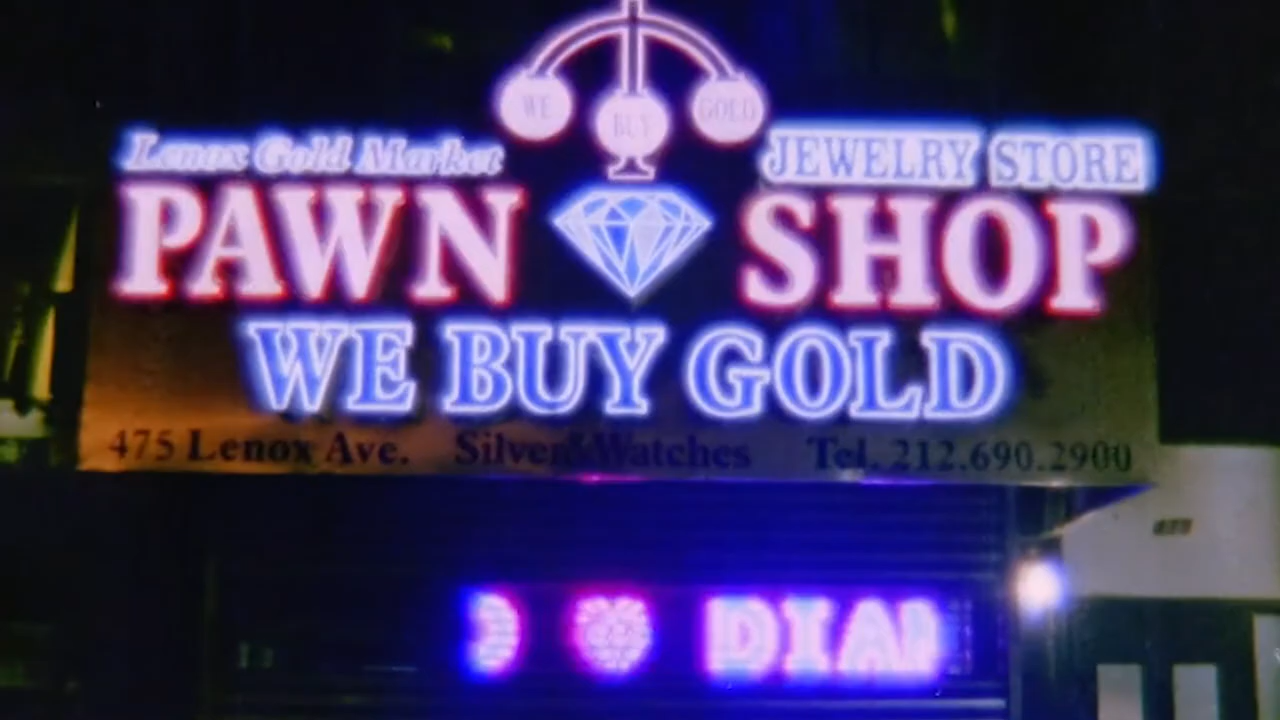 WE BUY GOLD
Lenox Gold Market JEWELRY STORE
PAWN SHOP
WE BUY GOLD
475 Lenox Ave. Silver&Watches Tel. 212.690.2900
DIA